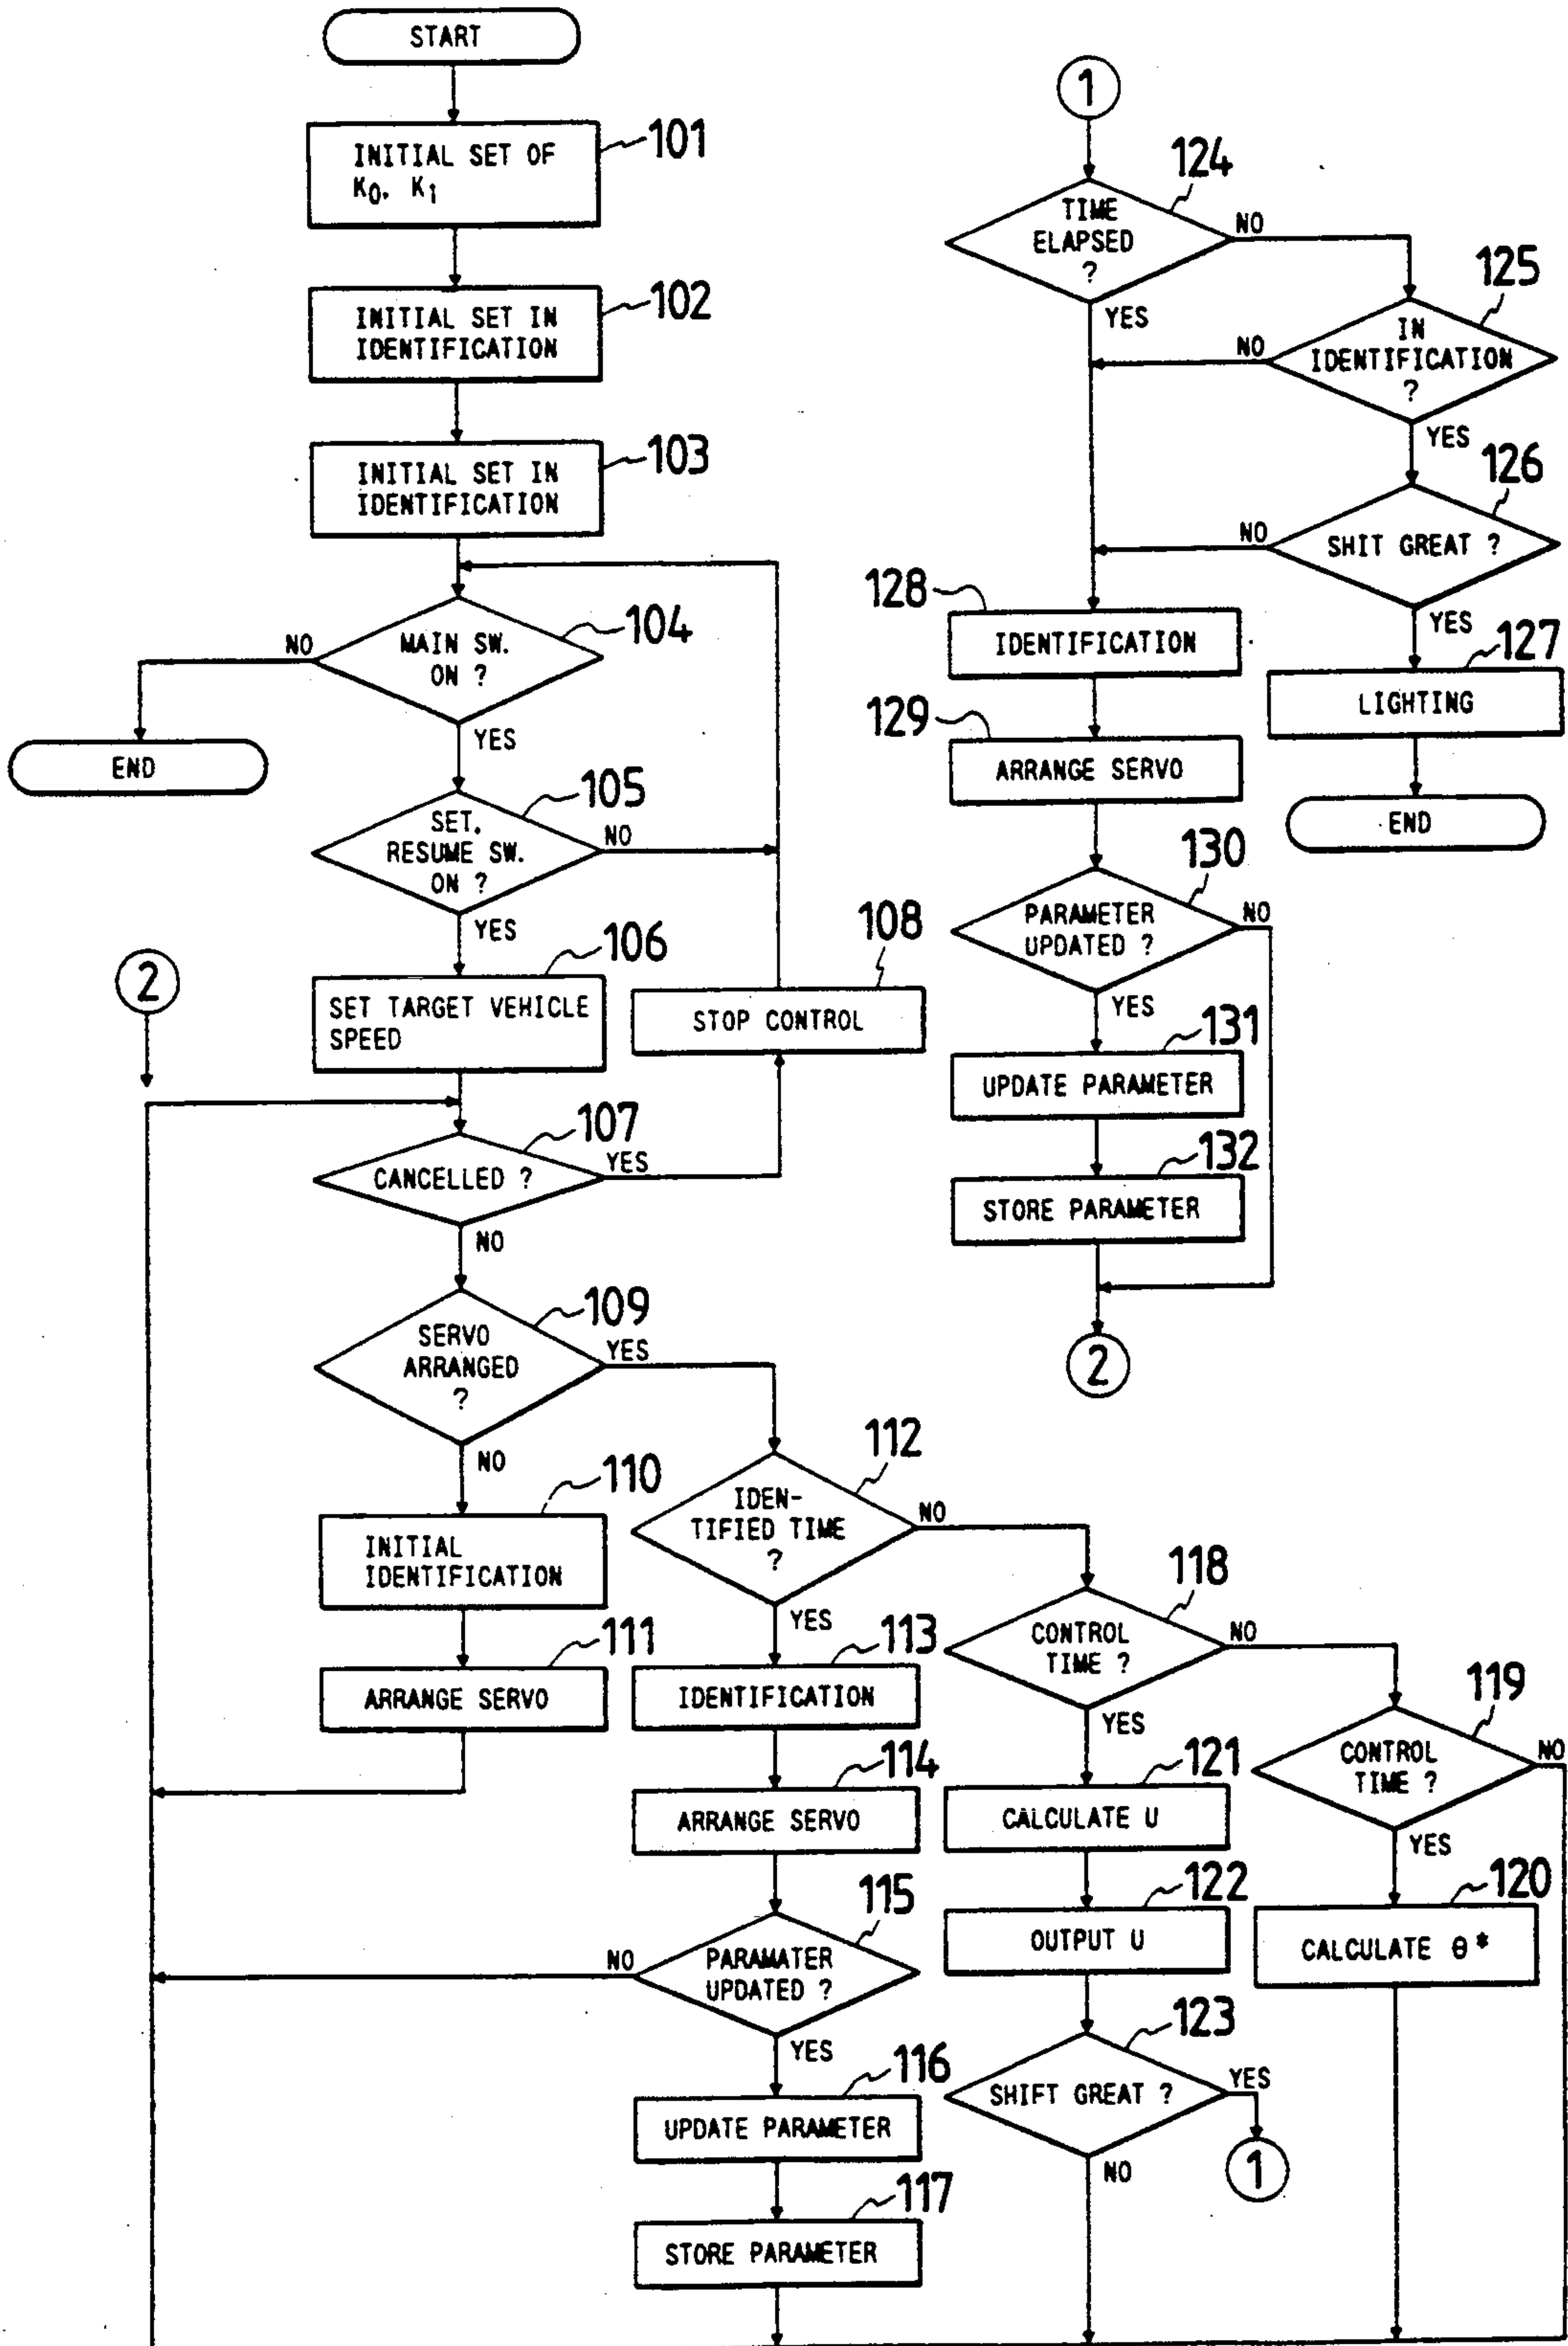 START
INITIAL SET OF
K0, K1
101
INITIAL SET IN
IDENTIFICATION
102
INITIAL SET IN
IDENTIFICATION
103
MAIN SW.
ON ?
104
NO
YES
END
SET,
RESUME SW.
ON ?
105
NO
YES
SET TARGET VEHICLE
SPEED
106
2
STOP CONTROL
108
CANCELLED ?
107
YES
NO
SERVO
ARRANGED
?
109
YES
NO
INITIAL
IDENTIFICATION
110
ARRANGE SERVO
111
IDEN-
TIFIED TIME
?
112
NO
YES
IDENTIFICATION
113
ARRANGE SERVO
114
PARAMATER
UPDATED ?
115
NO
YES
UPDATE PARAMETER
116
STORE PARAMETER
117
CONTROL
TIME ?
118
NO
YES
CONTROL
TIME ?
119
NO
YES
CALCULATE θ*
120
CALCULATE U
121
OUTPUT U
122
SHIFT GREAT ?
123
YES
NO
1
1
TIME
ELAPSED
?
124
NO
YES
IN
IDENTIFICATION
?
125
NO
YES
SHIT GREAT ?
126
NO
YES
LIGHTING
127
END
IDENTIFICATION
128
ARRANGE SERVO
129
PARAMETER
UPDATED ?
130
NO
YES
UPDATE PARAMETER
131
STORE PARAMETER
132
2